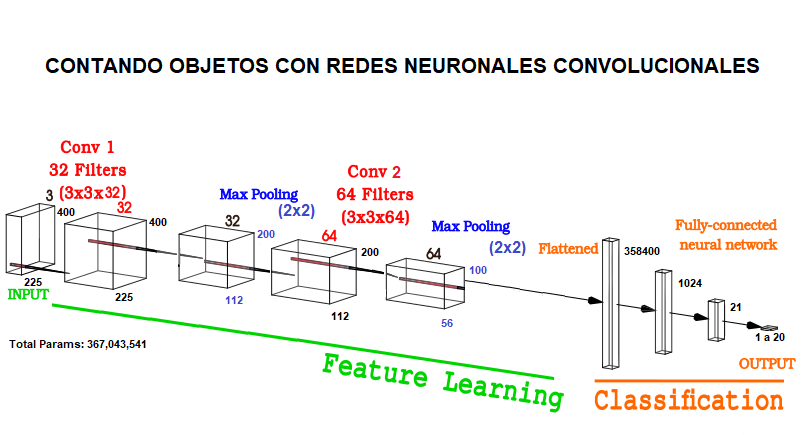 CONTANDO OBJETOS CON REDES NEURONALES CONVOLUCIONALES
Conv 1
32 Filters
(3x3x32)
3
400
225
INPUT
32
400
225
Max Pooling
(2x2)
32
200
112
Conv 2
64 Filters
(3x3x64)
64
200
112
Max Pooling
(2x2)
64
100
56
Flattened
358400
Fully-connected
neural network
1024
21
1 a 20
OUTPUT
Total Params: 367,043,541
Feature Learning
Classification